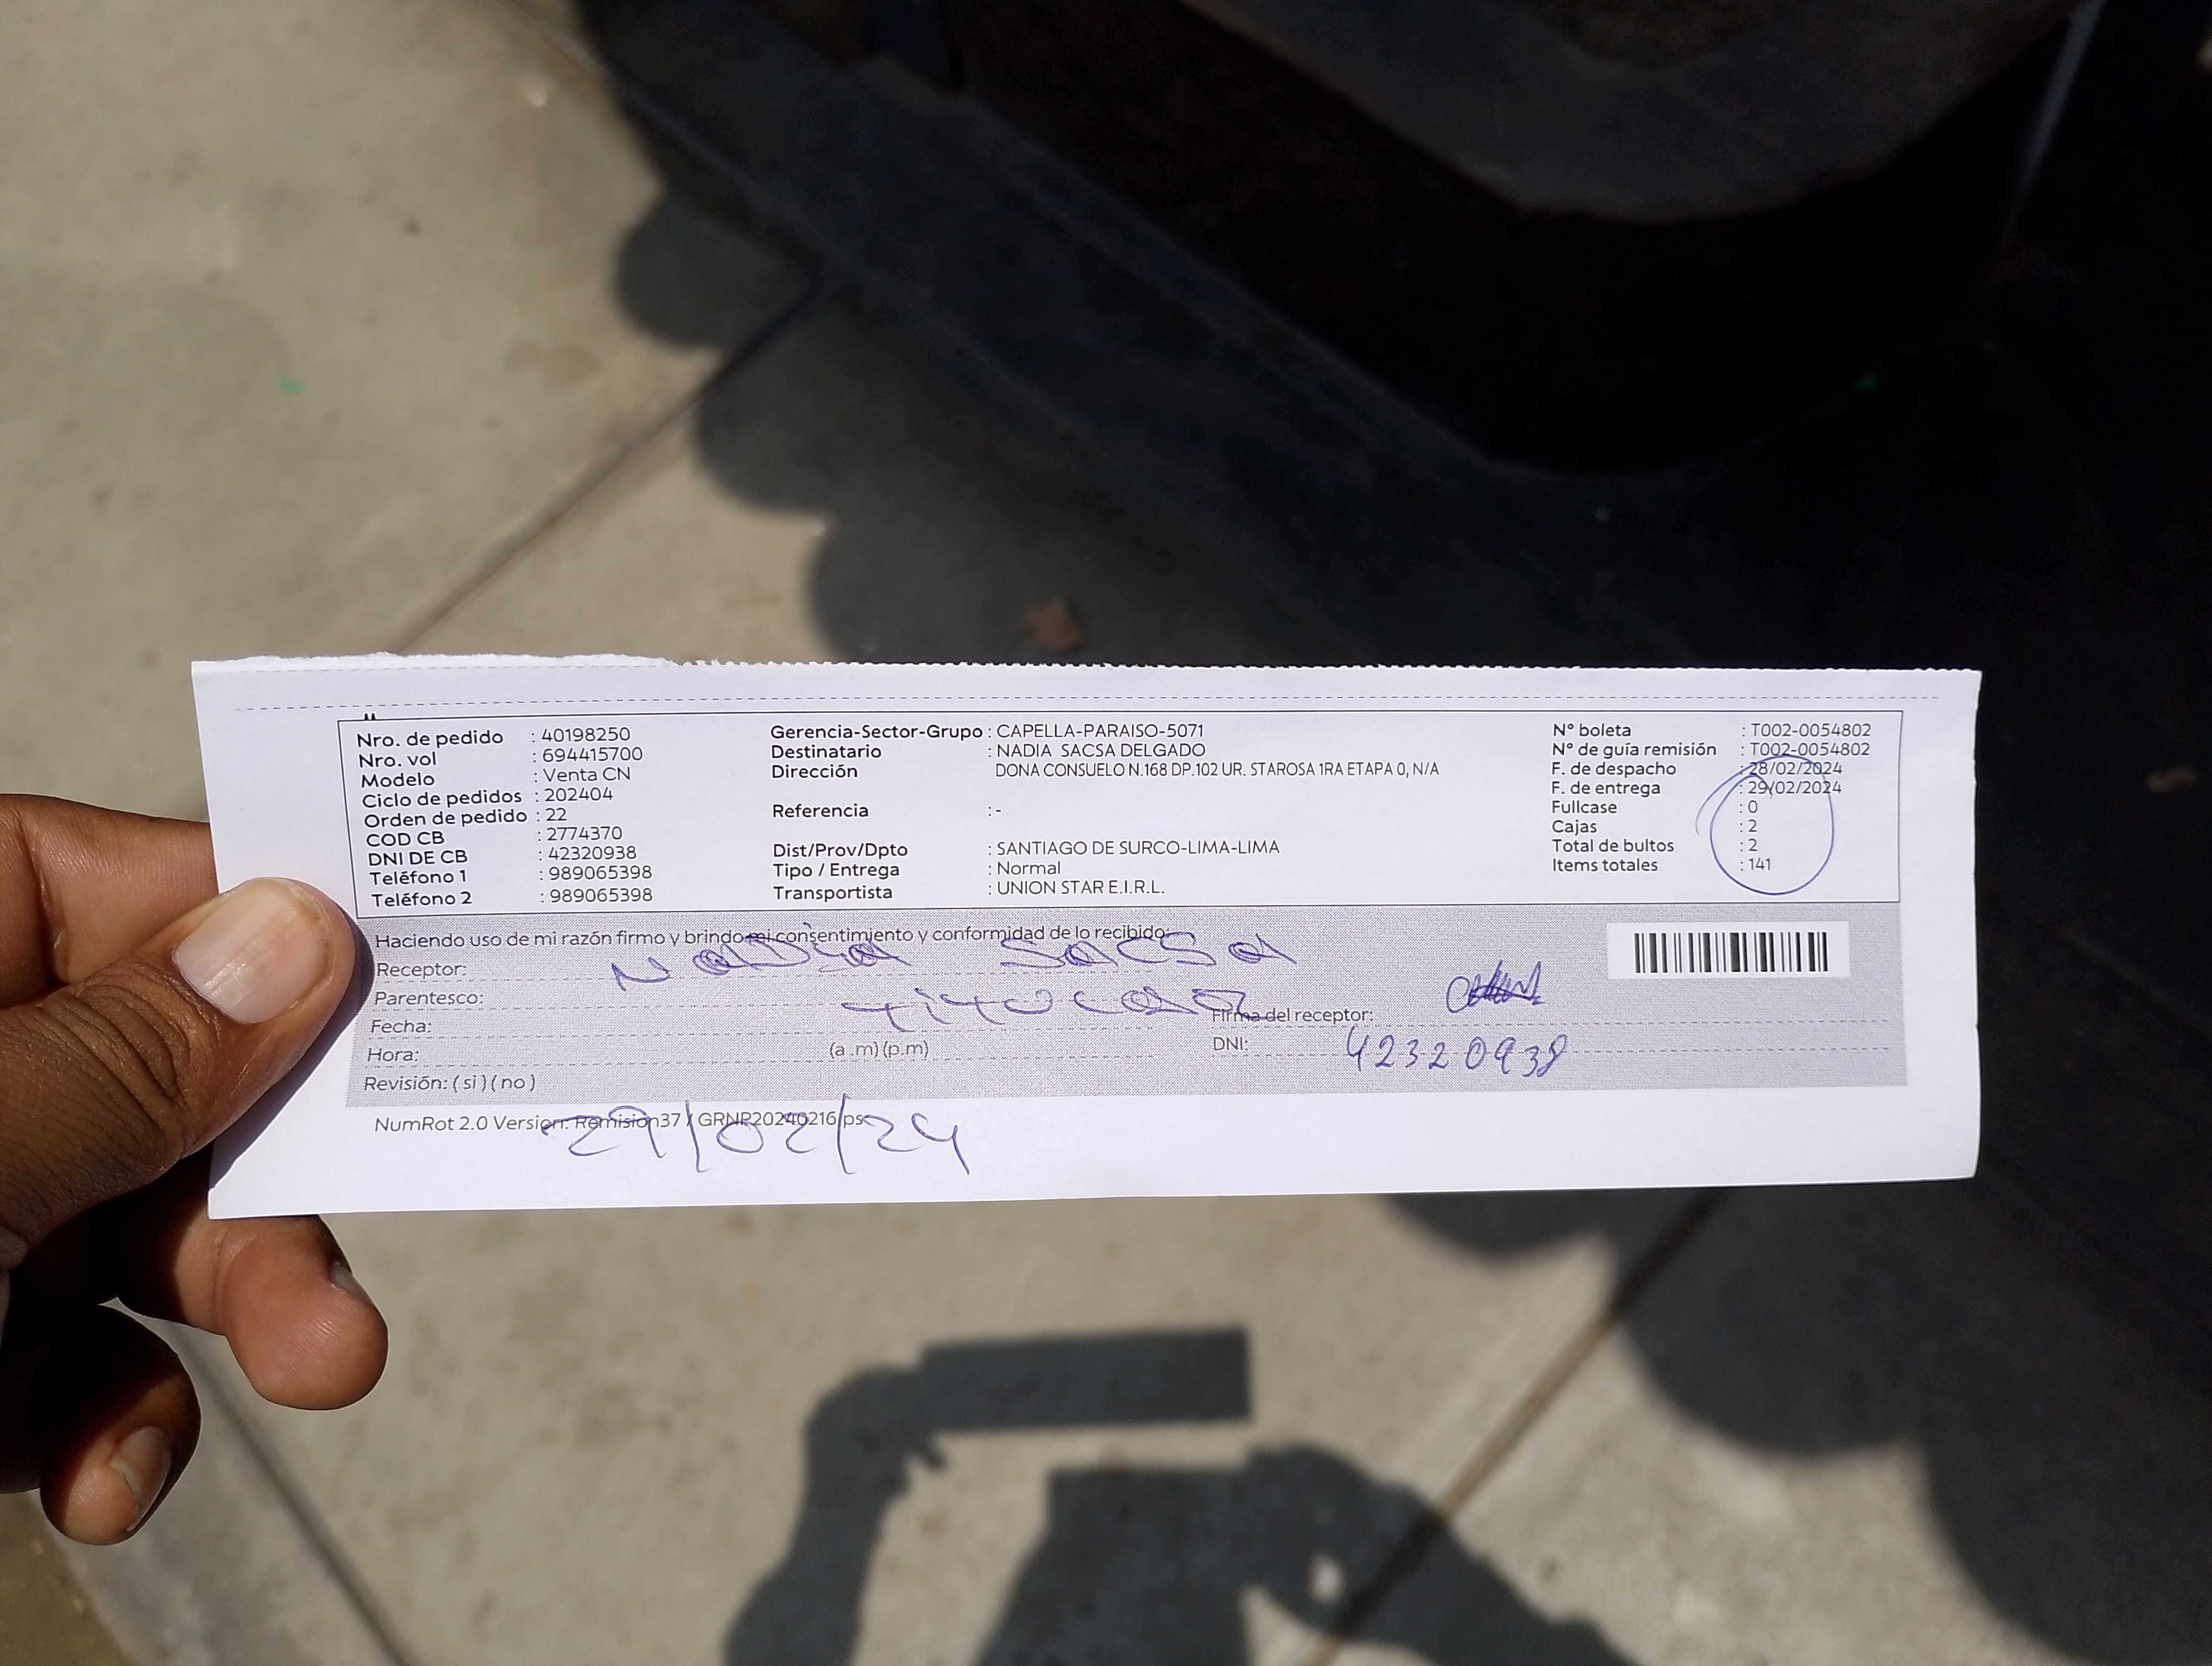 Nro. de pedido : 40198250
Nro. vol : 694415700
Modelo : Venta CN
Ciclo de pedidos : 202404
Orden de pedido : 22
COD CB : 2774370
DNI DE CB : 42320938
Teléfono 1 : 989065398
Teléfono 2 : 989065398
Gerencia-Sector-Grupo : CAPELLA-PARAISO-5071
Destinatario : NADIA SACSA DELGADO
Dirección DONA CONSUELO N.168 DP.102 UR. STAROSA 1RA ETAPA 0, N/A
Referencia :-
Dist/Prov/Dpto : SANTIAGO DE SURCO-LIMA-LIMA
Tipo / Entrega : Normal
Transportista : UNION STAR E.I.R.L.
N° boleta : T002-0054802
N° de guía remisión : T002-0054802
F. de despacho : 28/02/2024
F. de entrega : 29/02/2024
Fullcase : 0
Cajas : 2
Total de bultos : 2
Items totales : 141
Haciendo uso de mi razón firmo y brindo mi consentimiento y conformidad de lo recibido
Receptor: NADIA SACSA
Parentesco:
Fecha:
Firma del receptor:
Hora: (a .m) (p.m)
DNI: 42320938
Revisión: ( si ) ( no )
NumRot 2.0 Version: Remision37 / GRNR20240216.ps
29/02/24